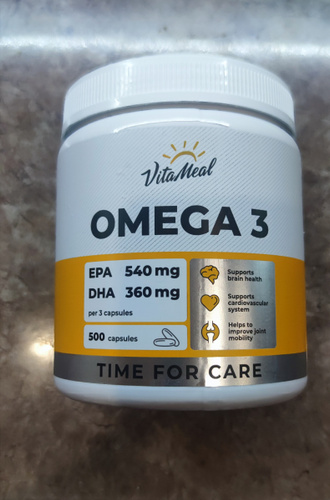 VitaMeal
OMEGA 3
EPA 540 mg
DHA 360 mg
per 3 capsules
500 capsules
Supports
brain health
Supports
cardiovascular
system
Helps to
improve joint
mobility
TIME FOR CARE